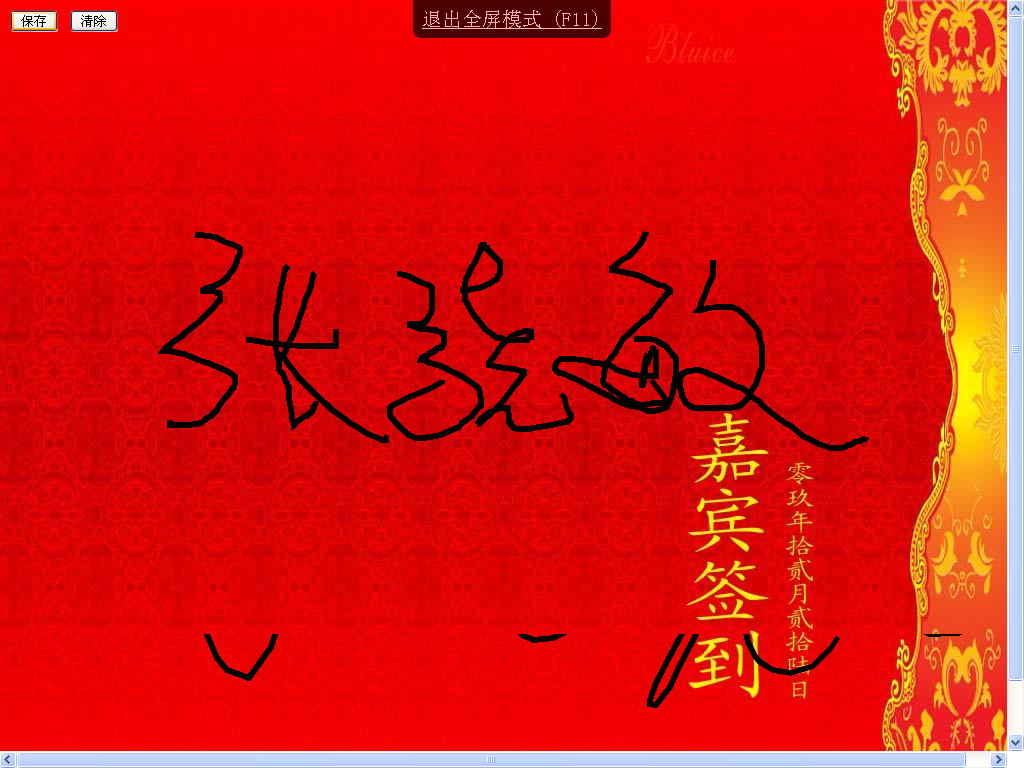 保存 清除
退出全屏模式 (F11)
Bluice
张晓敏
嘉宾签到
零玖年拾贰月贰拾陆日